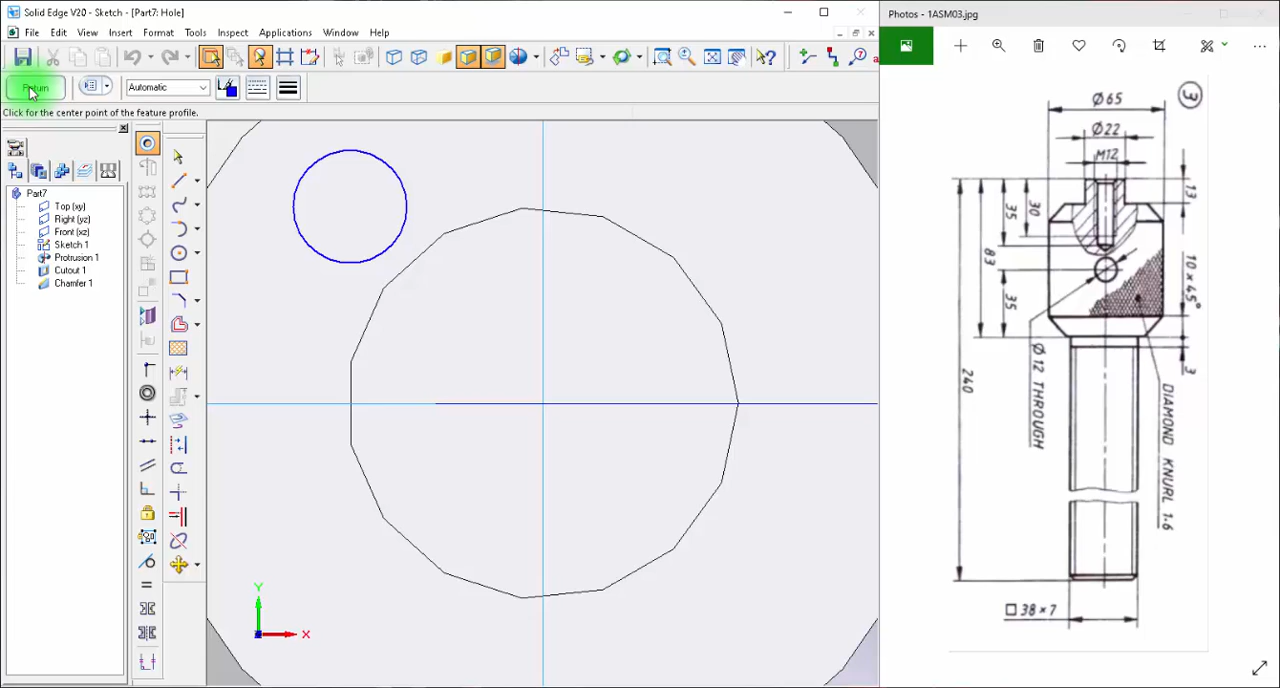 Solid Edge V20 - Sketch - [Part7: Hole]
File Edit View Insert Format Tools Inspect Applications Window Help
Return
Automatic
Click for the center point of the feature profile.
Part7
Top (xy)
Right (yz)
Front (xz)
Sketch 1
Protrusion 1
Cutout 1
Chamfer 1
Y
X
Photos - 1ASM03.jpg
3
Ø65
Ø22
M12
13
30
35
83
35
10×45°
3
240
Ø 12 THROUGH
DIAMOND KNURL 1.6
□ 38×7